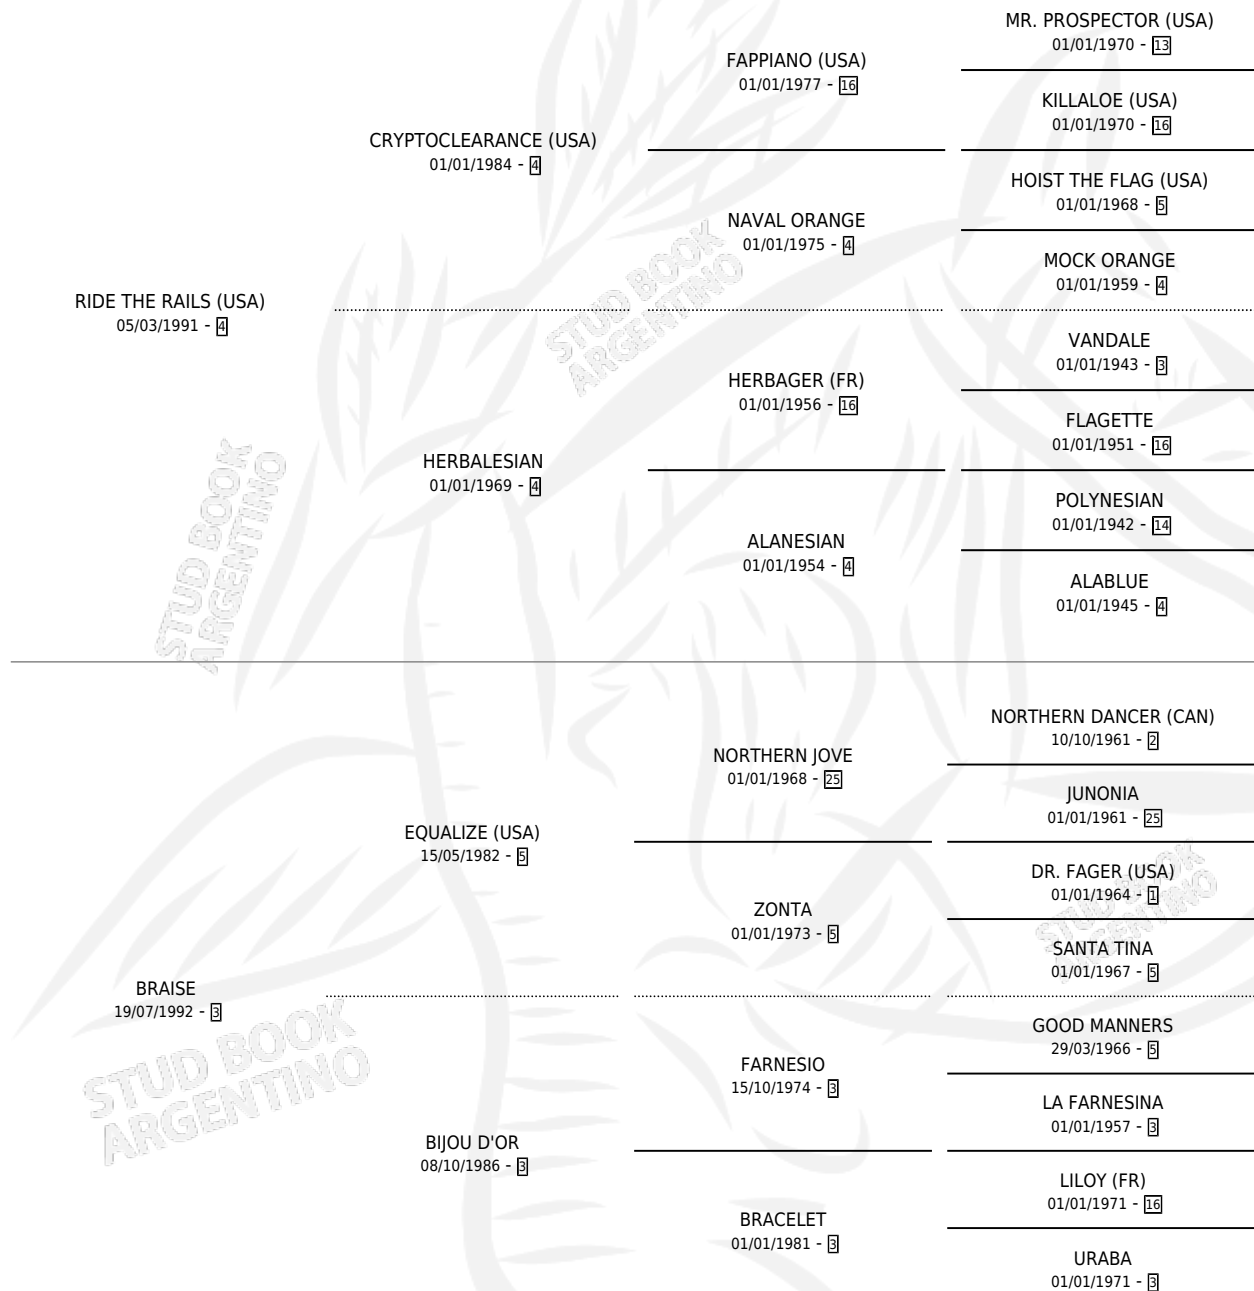 MR. PROSPECTOR (USA)
01/01/1970 - 13
FAPPIANO (USA)
01/01/1977 - 16
KILLALOE (USA)
01/01/1970 - 16
CRYPTOCLEARANCE (USA)
01/01/1984 - 4
HOIST THE FLAG (USA)
01/01/1968 - 5
NAVAL ORANGE
01/01/1975 - 4
MOCK ORANGE
01/01/1959 - 4
RIDE THE RAILS (USA)
05/03/1991 - 4
VANDALE
01/01/1943 - 3
HERBAGER (FR)
01/01/1956 - 16
FLAGETTE
01/01/1951 - 16
HERBALESIAN
01/01/1969 - 4
POLYNESIAN
01/01/1942 - 14
ALANESIAN
01/01/1954 - 4
ALABLUE
01/01/1945 - 4
NORTHERN DANCER (CAN)
10/10/1961 - 2
NORTHERN JOVE
01/01/1968 - 25
JUNONIA
01/01/1961 - 25
EQUALIZE (USA)
15/05/1982 - 5
DR. FAGER (USA)
01/01/1964 - 1
ZONTA
01/01/1973 - 5
SANTA TINA
01/01/1967 - 5
BRAISE
19/07/1992 - 3
GOOD MANNERS
29/03/1966 - 5
FARNESIO
15/10/1974 - 3
LA FARNESINA
01/01/1957 - 3
BIJOU D'OR
08/10/1986 - 3
LILOY (FR)
01/01/1971 - 16
BRACELET
01/01/1981 - 3
URABA
01/01/1971 - 3
STUD BOOK
ARGENTINO
STUD BOOK
ARGENTINO
STUD BOOK
ARGENTINO
STUD BOOK
ARGENTINO